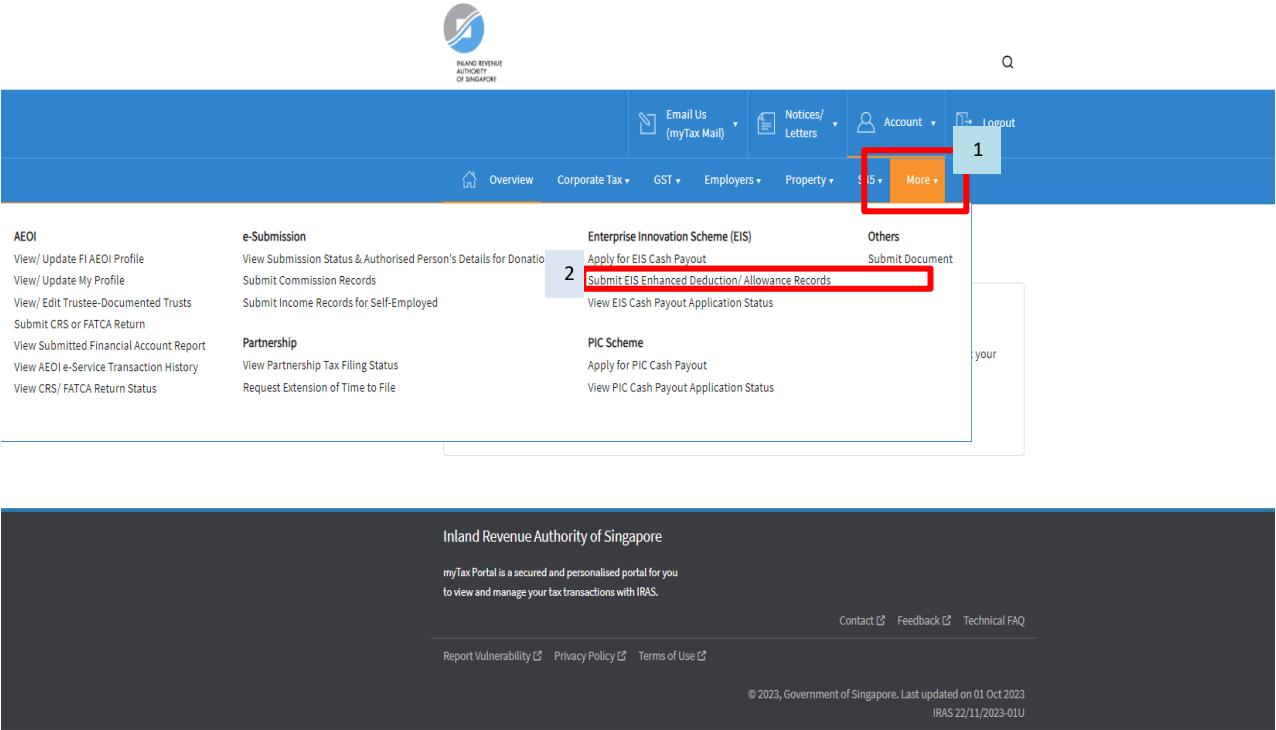 INLAND REVENUE
AUTHORITY
OF SINGAPORE
Email Us
(myTax Mail)
Notices/
Letters
Account
Logout
1
Overview
Corporate Tax
GST
Employers
Property
S45
More
AEOI
View/ Update FI AEOI Profile
View/ Update My Profile
View/ Edit Trustee-Documented Trusts
Submit CRS or FATCA Return
View Submitted Financial Account Report
View AEOI e-Service Transaction History
View CRS/ FATCA Return Status
e-Submission
View Submission Status & Authorised Person's Details for Donatio
Submit Commission Records
Submit Income Records for Self-Employed
Partnership
View Partnership Tax Filing Status
Request Extension of Time to File
2
Enterprise Innovation Scheme (EIS)
Apply for EIS Cash Payout
Submit EIS Enhanced Deduction/ Allowance Records
View EIS Cash Payout Application Status
PIC Scheme
Apply for PIC Cash Payout
View PIC Cash Payout Application Status
Others
Submit Document
your
Inland Revenue Authority of Singapore
myTax Portal is a secured and personalised portal for you
to view and manage your tax transactions with IRAS.
Contact Feedback Technical FAQ
Report Vulnerability Privacy Policy Terms of Use
© 2023, Government of Singapore. Last updated on 01 Oct 2023
IRAS 22/11/2023-01U